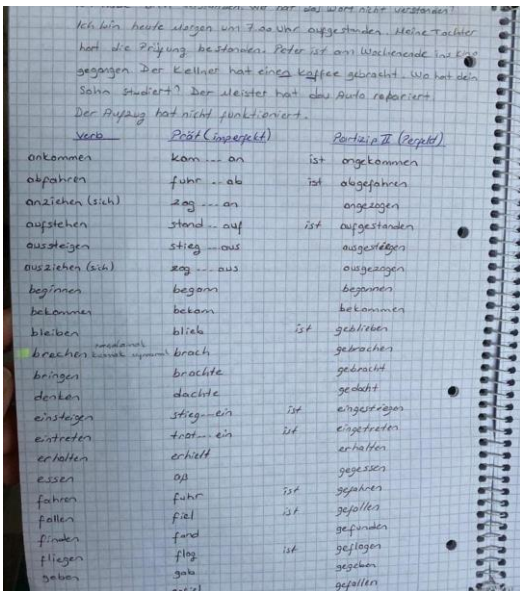 hat das Wort nicht verstanden?
Ich bin heute Morgen um 7.00 Uhr aufgestanden. Meine Tochter
hat die Prüfung bestanden. Peter ist am Wochenende ins Kino
gegangen. Der Kellner hat einen Kaffee gebracht. Wo hat dein
Sohn studiert? Der Meister hat das Auto repariert.
Der Aufzug hat nicht funktioniert.
Verb Prät (imperfekt) Partizip II (Perfekt)
ankommen kam --- an ist angekommen
abfahren fuhr -- ab ist abgefahren
anziehen (sich) zog --- an angezogen
aufstehen stand -- auf ist aufgestanden
aussteigen stieg --- aus ausgestiegen
ausziehen (sich) zog --- aus ausgezogen
beginnen begann begonnen
bekommen bekam bekommen
bleiben blieb ist geblieben
brechen brach gebrochen
bringen brachte gebracht
denken dachte gedacht
einsteigen stieg---ein ist eingestiegen
eintreten trat---ein ist eingetreten
erhalten erhielt erhalten
essen aß gegessen
fahren fuhr ist gefahren
fallen fiel ist gefallen
finden fand gefunden
fliegen flog ist geflogen
geben gab gegeben
gefallen